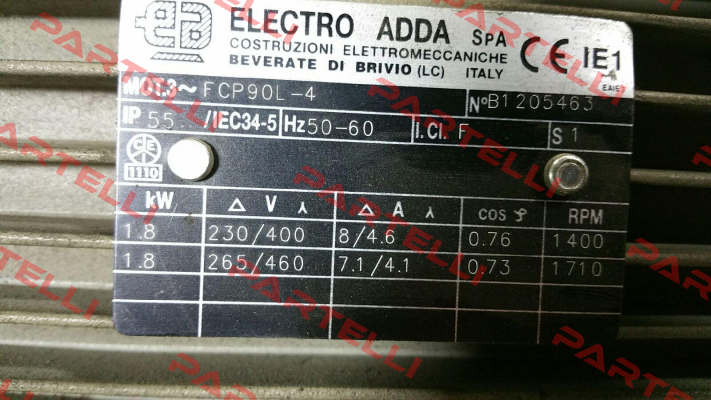 ELECTRO ADDA SPA
COSTRUZIONI ELETTROMECCANICHE
BEVERATE DI BRIVIO (LC) ITALY
CE IE1
MOT.3~ FCP90L-4 N°B1205463
IP 55 /IEC34-5 Hz 50-60 I.Cl. F S 1
1110
kW Δ V ⅄ Δ A ⅄ cos φ RPM
1.8 230/400 8/4.6 0.76 1400
1.8 265/460 7.1/4.1 0.73 1710
PARTELLI